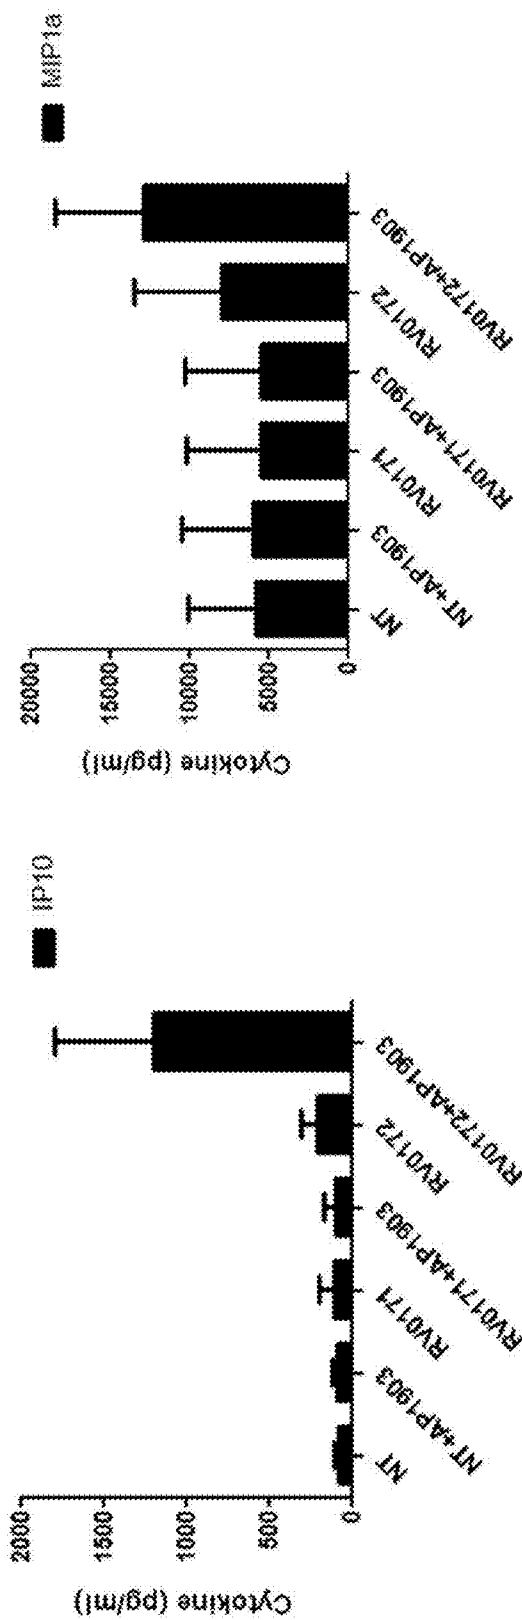 IP10
Cytokine (pg/ml)
2000
1500
1000
500
0
NT
NT+AP1903
RV0171
RV0171+AP1903
RV0172
RV0172+AP1903
MIP1a
Cytokine (pg/ml)
20000
15000
10000
5000
0
NT
NT+AP1903
RV0171
RV0171+AP1903
RV0172
RV0172+AP1903